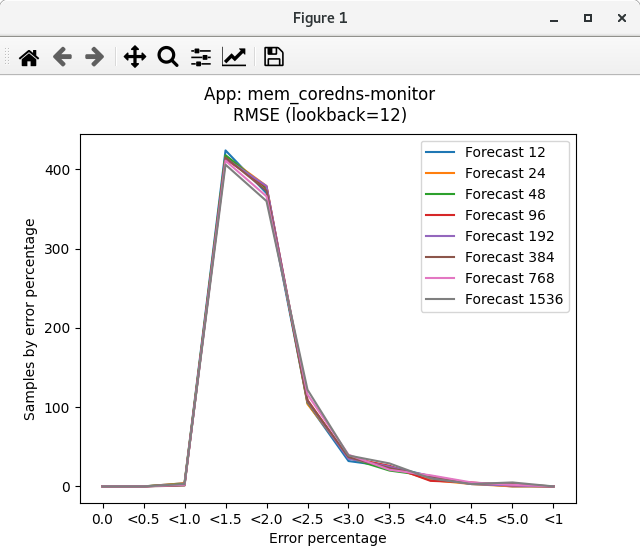 Figure 1
App: mem_coredns-monitor
RMSE (lookback=12)
Forecast 12
Forecast 24
Forecast 48
Forecast 96
Forecast 192
Forecast 384
Forecast 768
Forecast 1536
Samples by error percentage
400
300
200
100
0
0.0 <0.5 <1.0 <1.5 <2.0 <2.5 <3.0 <3.5 <4.0 <4.5 <5.0 <1
Error percentage